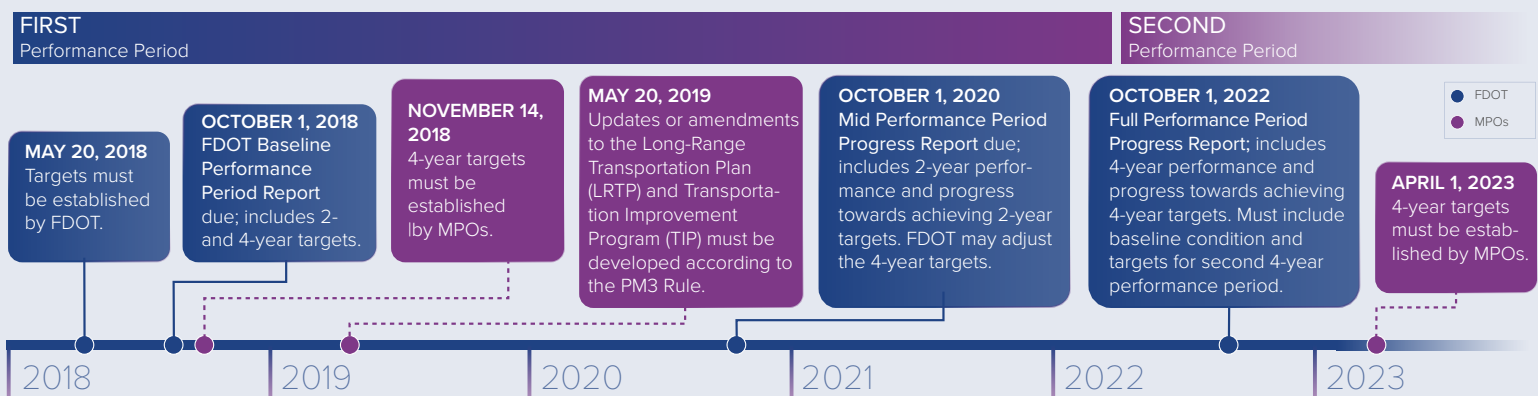 FIRST
Performance Period
SECOND
Performance Period
MAY 20, 2018
Targets must
be established
by FDOT.
OCTOBER 1, 2018
FDOT Baseline
Performance
Period Report
due; includes 2-
and 4-year targets.
NOVEMBER 14,
2018
4-year targets
must be
established
lby MPOs.
MAY 20, 2019
Updates or amendments
to the Long-Range
Transportation Plan
(LRTP) and Transporta-
tion Improvement
Program (TIP) must be
developed according to
the PM3 Rule.
OCTOBER 1, 2020
Mid Performance Period
Progress Report due;
includes 2-year perfor-
mance and progress
towards achieving 2-year
targets. FDOT may adjust
the 4-year targets.
OCTOBER 1, 2022
Full Performance Period
Progress Report; includes
4-year performance and
progress towards achieving
4-year targets. Must include
baseline condition and
targets for second 4-year
performance period.
FDOT
MPOs
APRIL 1, 2023
4-year targets
must be estab-
lished by MPOs.
2018
2019
2020
2021
2022
2023